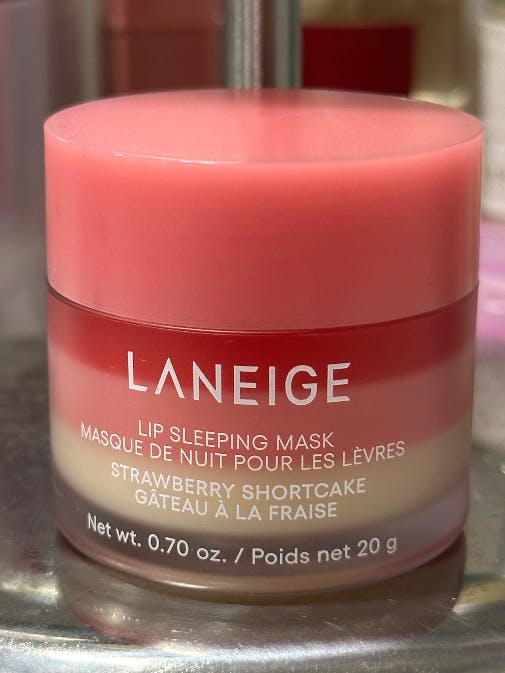 LANEIGE
LIP SLEEPING MASK
MASQUE DE NUIT POUR LES LÈVRES
STRAWBERRY SHORTCAKE
GÂTEAU À LA FRAISE
Net wt. 0.70 oz. / Poids net 20 g